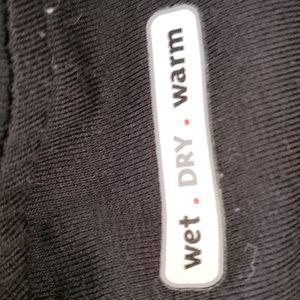 wet . DRY . warm